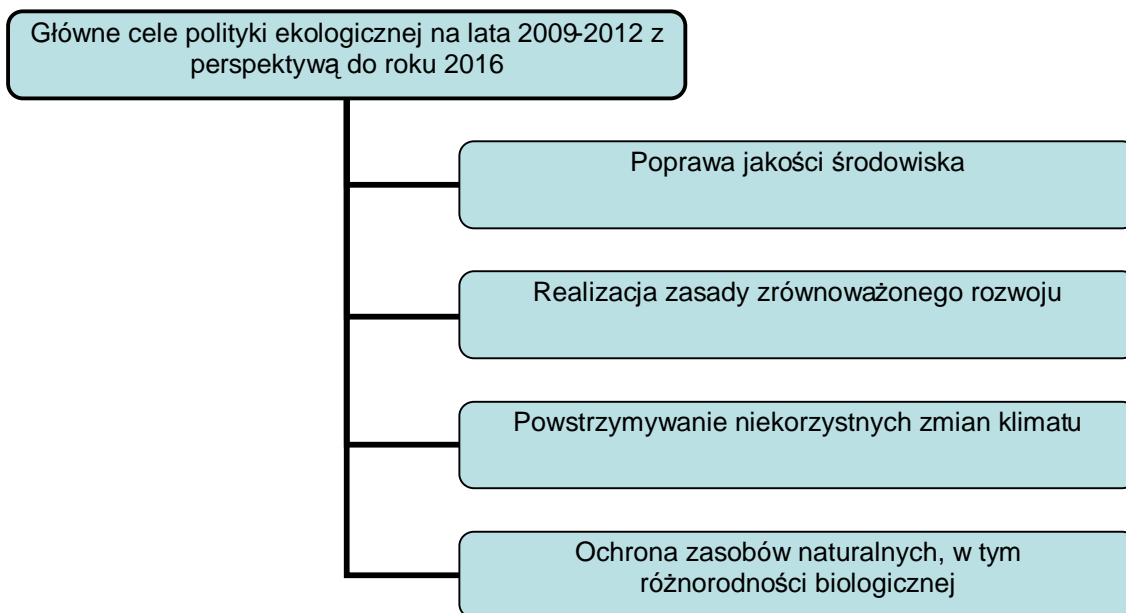 Główne cele polityki ekologicznej na lata 2009-2012 z
perspektywą do roku 2016
Poprawa jakości środowiska
Realizacja zasady zrównoważonego rozwoju
Powstrzymywanie niekorzystnych zmian klimatu
Ochrona zasobów naturalnych, w tym
różnorodności biologicznej